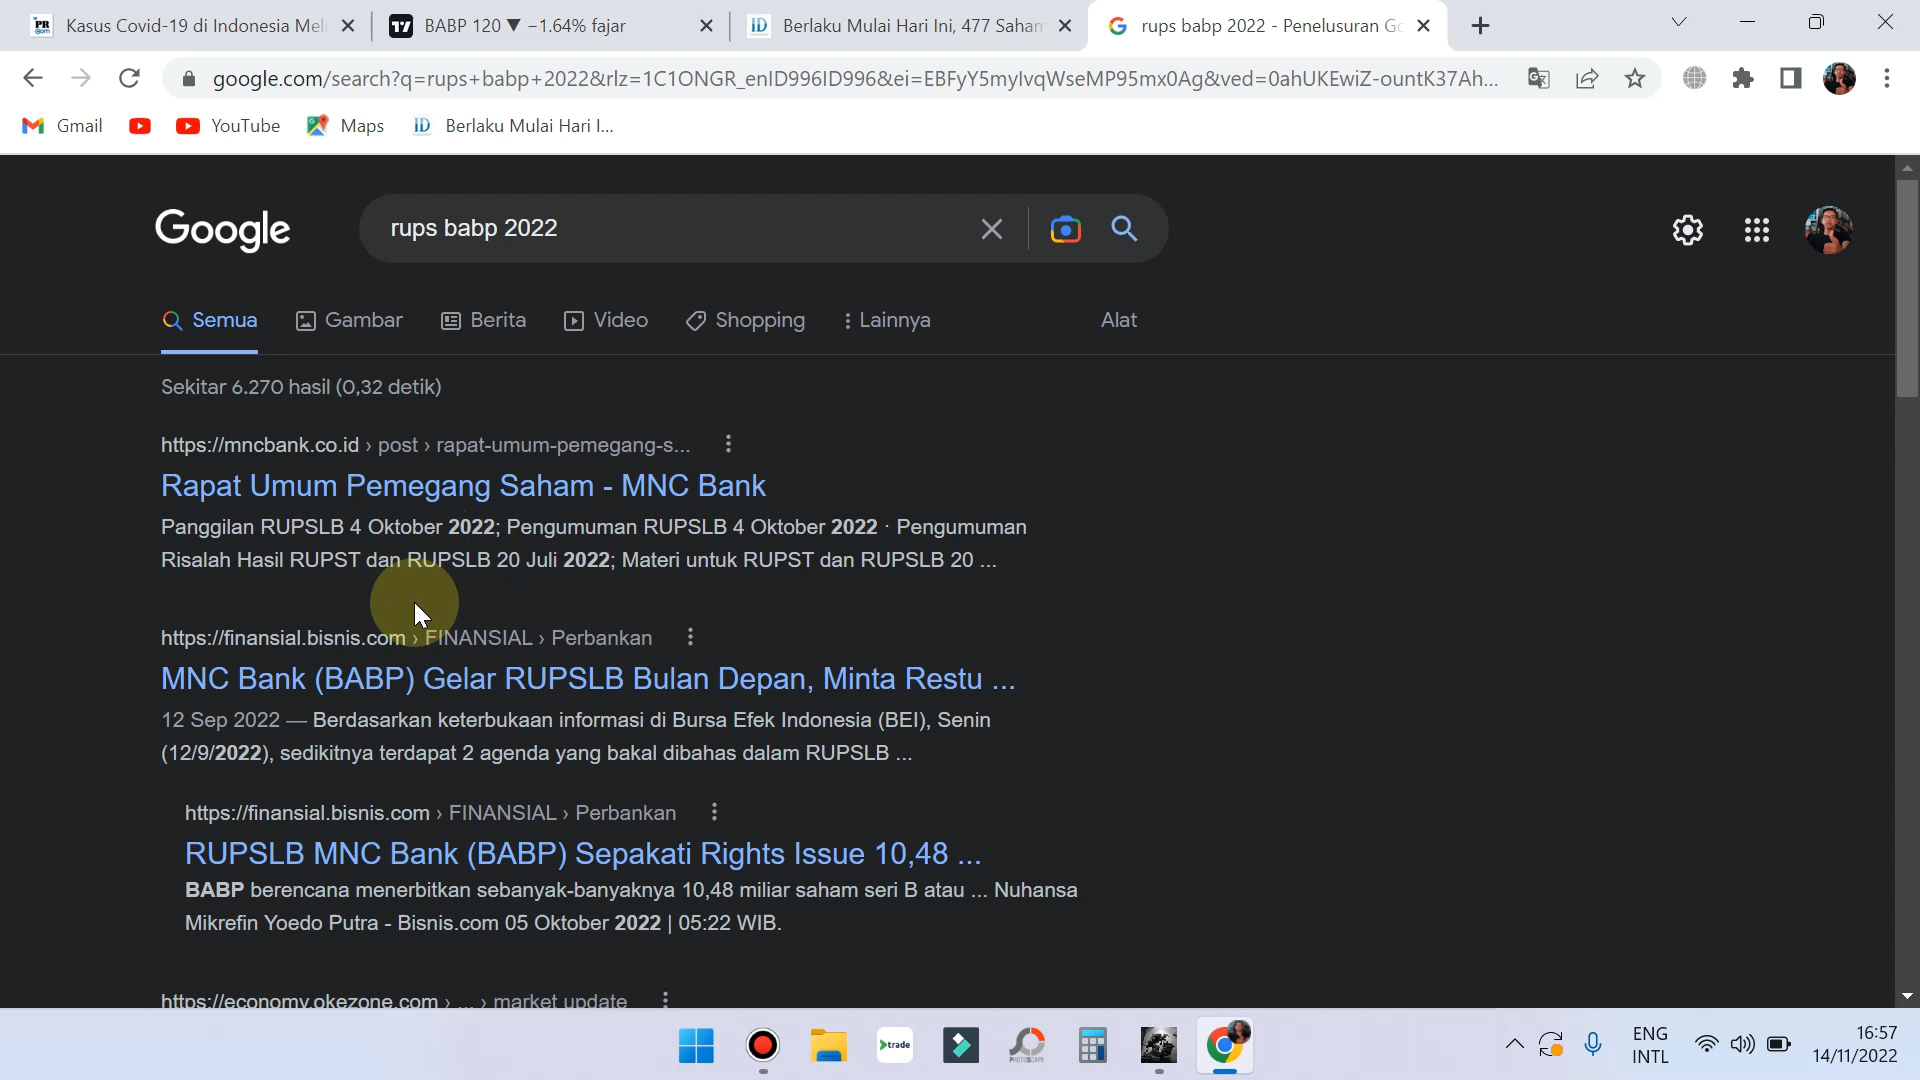 Kasus Covid-19 di Indonesia Mel
BABP 120 ▼ −1.64% fajar
Berlaku Mulai Hari Ini, 477 Saham
rups babp 2022 - Penelusuran Go
google.com/search?q=rups+babp+2022&rlz=1C1ONGR_enID996ID996&ei=EBFyY5mylvqWseMP95mx0Ag&ved=0ahUKEwiZ-ountK37Ah...
Gmail
YouTube
Maps
ID Berlaku Mulai Hari I...
Google
rups babp 2022
Semua
Gambar
Berita
Video
Shopping
Lainnya
Alat
Sekitar 6.270 hasil (0,32 detik)
https://mncbank.co.id › post › rapat-umum-pemegang-s...
Rapat Umum Pemegang Saham - MNC Bank
Panggilan RUPSLB 4 Oktober 2022; Pengumuman RUPSLB 4 Oktober 2022 · Pengumuman
Risalah Hasil RUPST dan RUPSLB 20 Juli 2022; Materi untuk RUPST dan RUPSLB 20 ...
https://finansial.bisnis.com › FINANSIAL › Perbankan
MNC Bank (BABP) Gelar RUPSLB Bulan Depan, Minta Restu ...
12 Sep 2022 — Berdasarkan keterbukaan informasi di Bursa Efek Indonesia (BEI), Senin
(12/9/2022), sedikitnya terdapat 2 agenda yang bakal dibahas dalam RUPSLB ...
https://finansial.bisnis.com › FINANSIAL › Perbankan
RUPSLB MNC Bank (BABP) Sepakati Rights Issue 10,48 ...
BABP berencana menerbitkan sebanyak-banyaknya 10,48 miliar saham seri B atau ... Nuhansa
Mikrefin Yoedo Putra - Bisnis.com 05 Oktober 2022 | 05:22 WIB.
https://economy.okezone.com › ... › market update
trade
PHOTOSCAPE
ENG
INTL
16:57
14/11/2022